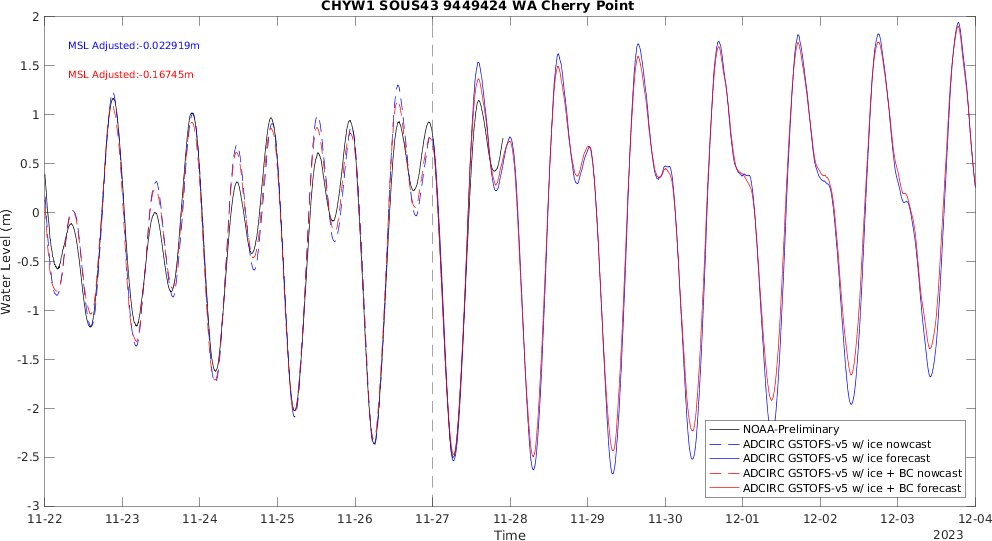 CHYW1 SOUS43 9449424 WA Cherry Point
MSL Adjusted:-0.022919m
MSL Adjusted:-0.16745m
Water Level (m)
2
1.5
1
0.5
0
-0.5
-1
-1.5
-2
-2.5
-3
NOAA-Preliminary
ADCIRC GSTOFS-v5 w/ ice nowcast
ADCIRC GSTOFS-v5 w/ ice forecast
ADCIRC GSTOFS-v5 w/ ice + BC nowcast
ADCIRC GSTOFS-v5 w/ ice + BC forecast
11-22 11-23 11-24 11-25 11-26 11-27 11-28 11-29 11-30 12-01 12-02 12-03 12-04
Time
2023